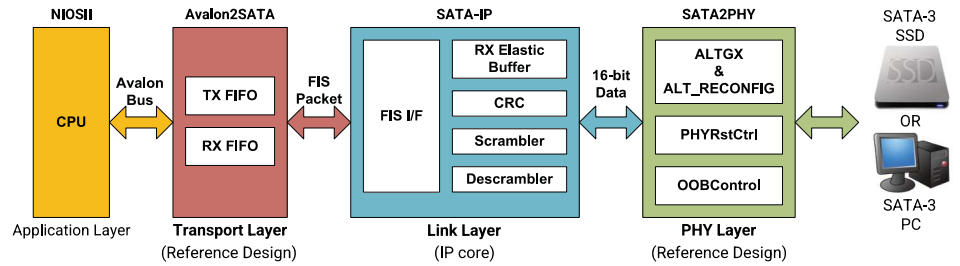 NIOSII
CPU
Application Layer
Avalon
Bus
Avalon2SATA
TX FIFO
RX FIFO
Transport Layer
(Reference Design)
FIS
Packet
SATA-IP
FIS I/F
RX Elastic
Buffer
CRC
Scrambler
Descrambler
Link Layer
(IP core)
16-bit
Data
SATA2PHY
ALTGX
&
ALT_RECONFIG
PHYRstCtrl
OOBControl
PHY Layer
(Reference Design)
SATA-3
SSD
SSD
OR
SATA-3
PC